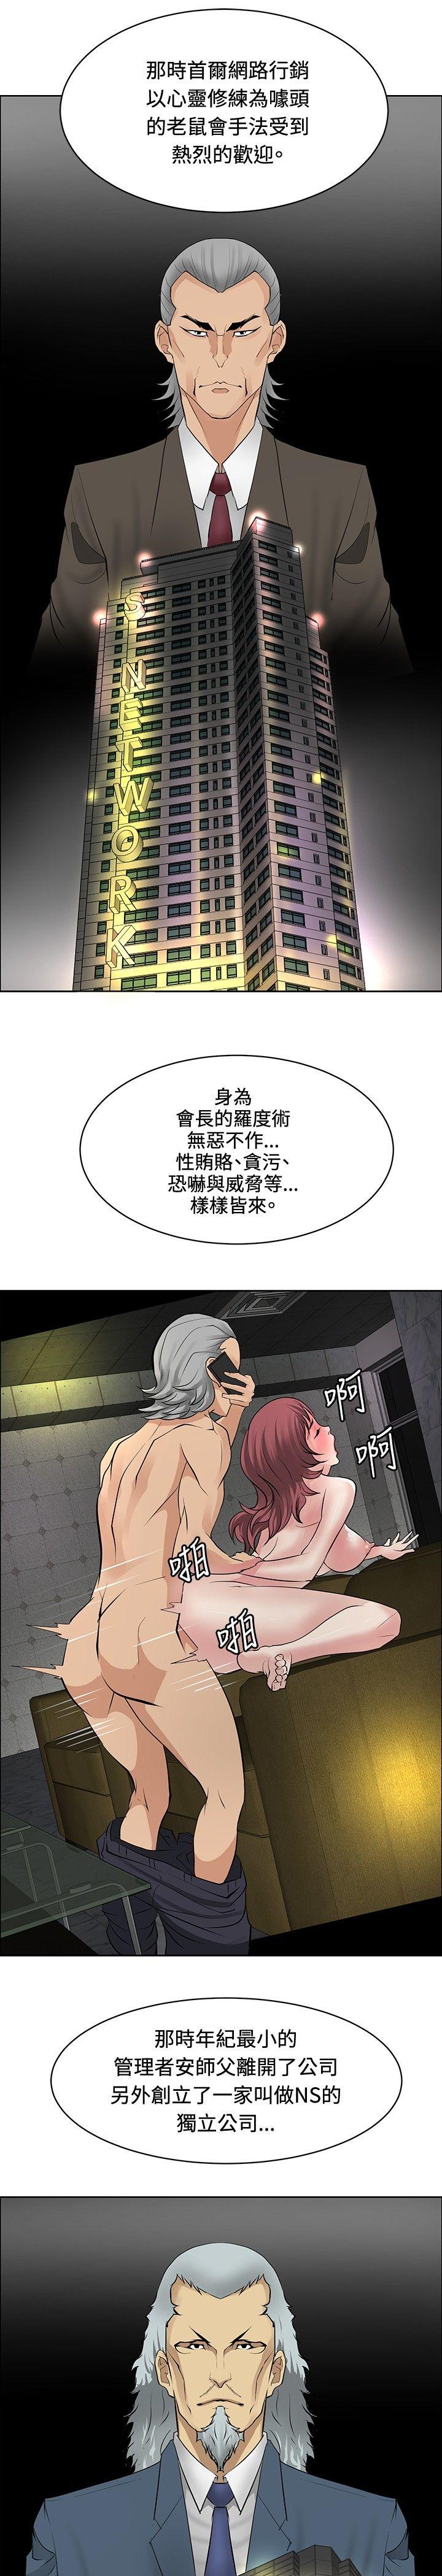 那時首爾網路行銷
以心靈修練為噱頭
的老鼠會手法受到
熱烈的歡迎。
S NETWORK
身為
會長的羅度術
無惡不作...
性賄賂、貪污、
恐嚇與威脅等...
樣樣皆來。
啊
啊
啪
啪
那時年紀最小的
管理者安師父離開了公司
另外創立了一家叫做NS的
獨立公司...